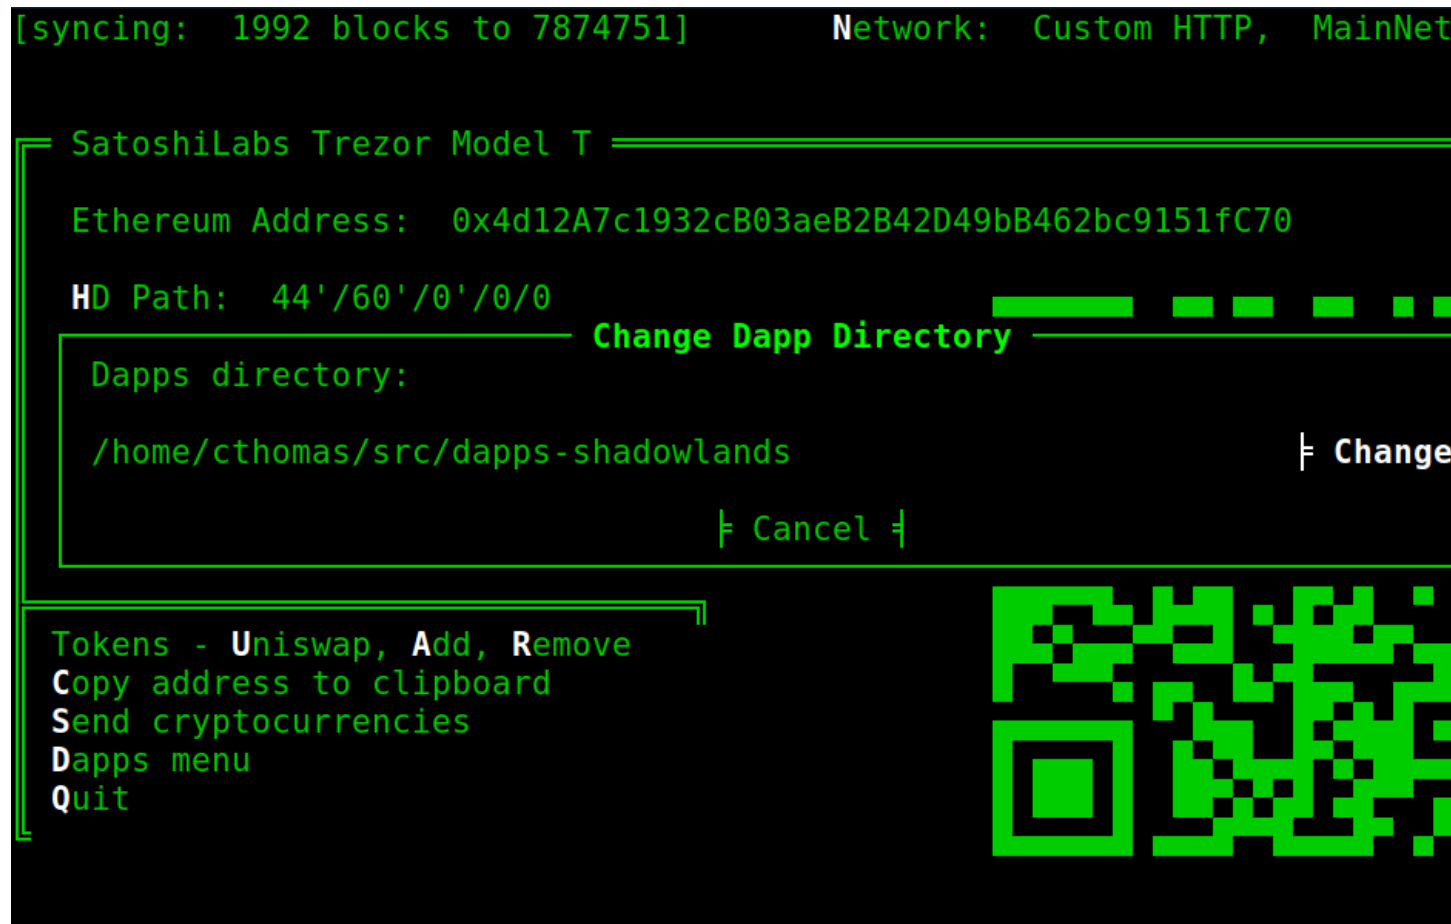 [syncing:  1992 blocks to 7874751]       Network:  Custom HTTP,  MainNet
SatoshiLabs Trezor Model T
Ethereum Address:  0x4d12A7c1932cB03aeB2B42D49bB462bc9151fC70
HD Path:  44'/60'/0'/0/0
Change Dapp Directory
Dapps directory:
/home/cthomas/src/dapps-shadowlands ╞ Change
╞ Cancel ╡
Tokens - Uniswap, Add, Remove
Copy address to clipboard
Send cryptocurrencies
Dapps menu
Quit